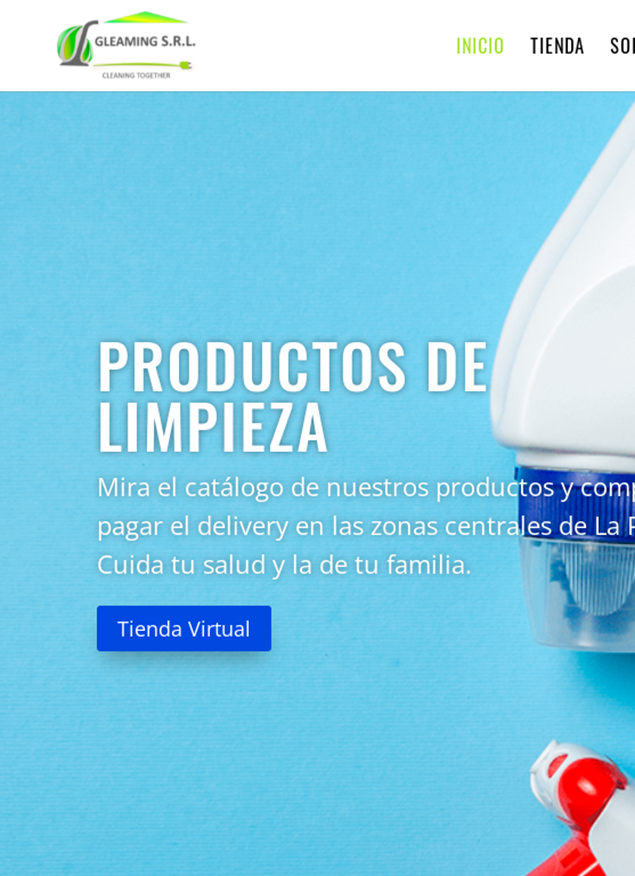 GLEAMING S.R.L.
CLEANING TOGETHER
INICIO TIENDA
PRODUCTOS DE
LIMPIEZA
Mira el catálogo de nuestros productos y
pagar el delivery en las zonas centrales de La
Cuida tu salud y la de tu familia.
Tienda Virtual